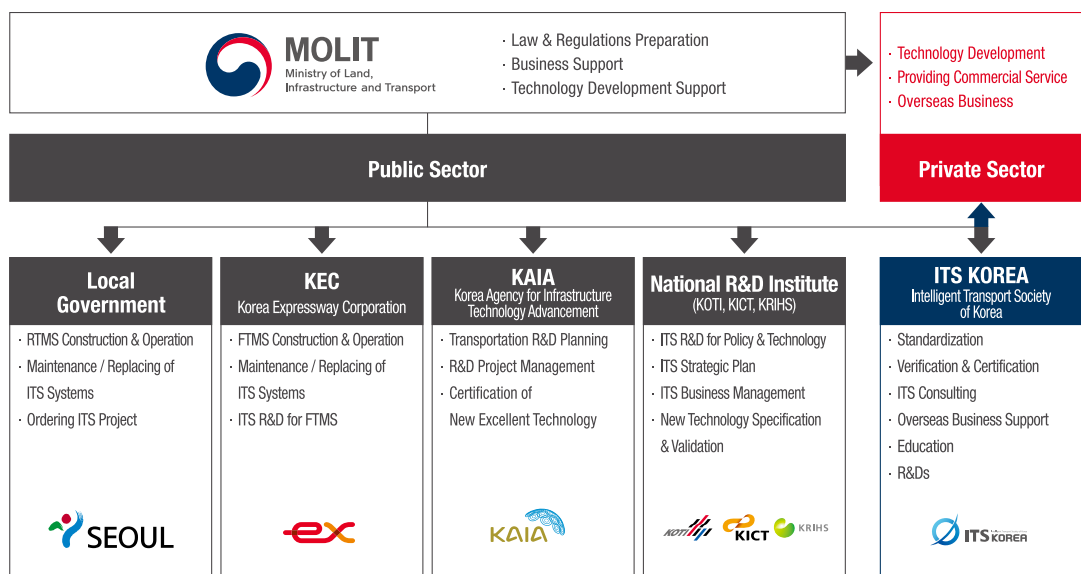 MOLIT
Ministry of Land,
Infrastructure and Transport
· Law & Regulations Preparation
· Business Support
· Technology Development Support
· Technology Development
· Providing Commercial Service
· Overseas Business
Public Sector
Private Sector
Local
Government
· RTMS Construction & Operation
· Maintenance / Replacing of
ITS Systems
· Ordering ITS Project
SEOUL
KEC
Korea Expressway Corporation
· FTMS Construction & Operation
· Maintenance / Replacing of
ITS Systems
· ITS R&D for FTMS
ex
KAIA
Korea Agency for Infrastructure
Technology Advancement
· Transportation R&D Planning
· R&D Project Management
· Certification of
New Excellent Technology
KAIA
National R&D Institute
(KOTI, KICT, KRIHS)
· ITS R&D for Policy & Technology
· ITS Strategic Plan
· ITS Business Management
· New Technology Specification
& Validation
KOTI
KICT
KRIHS
ITS KOREA
Intelligent Transport Society
of Korea
· Standardization
· Verification & Certification
· ITS Consulting
· Overseas Business Support
· Education
· R&Ds
ITS KOREA